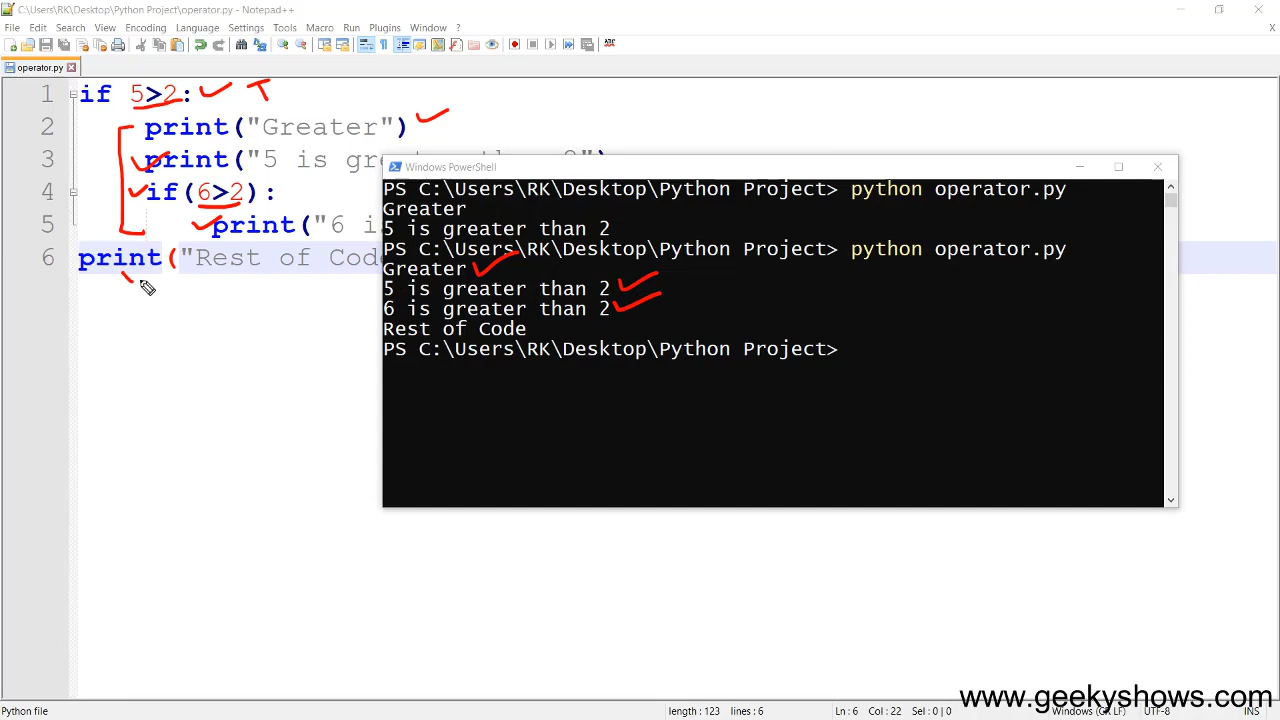 C:\Users\RK\Desktop\Python Project\operator.py - Notepad++
File Edit Search View Encoding Language Settings Tools Macro Run Plugins Window ? X
operator.py
1 if 5>2: T
2 print("Greater")
3 print("5 is
4 if(6>2):
5 print("6
6 print("Rest of Code
Windows PowerShell
PS C:\Users\RK\Desktop\Python Project> python operator.py
Greater
5 is greater than 2
PS C:\Users\RK\Desktop\Python Project> python operator.py
Greater
5 is greater than 2
6 is greater than 2
Rest of Code
PS C:\Users\RK\Desktop\Python Project>
www.geekyshows.com
Python file length : 123 lines : 6 Ln : 6 Col : 22 Sel : 0 | 0 Windows (CR LF) UTF-8 INS